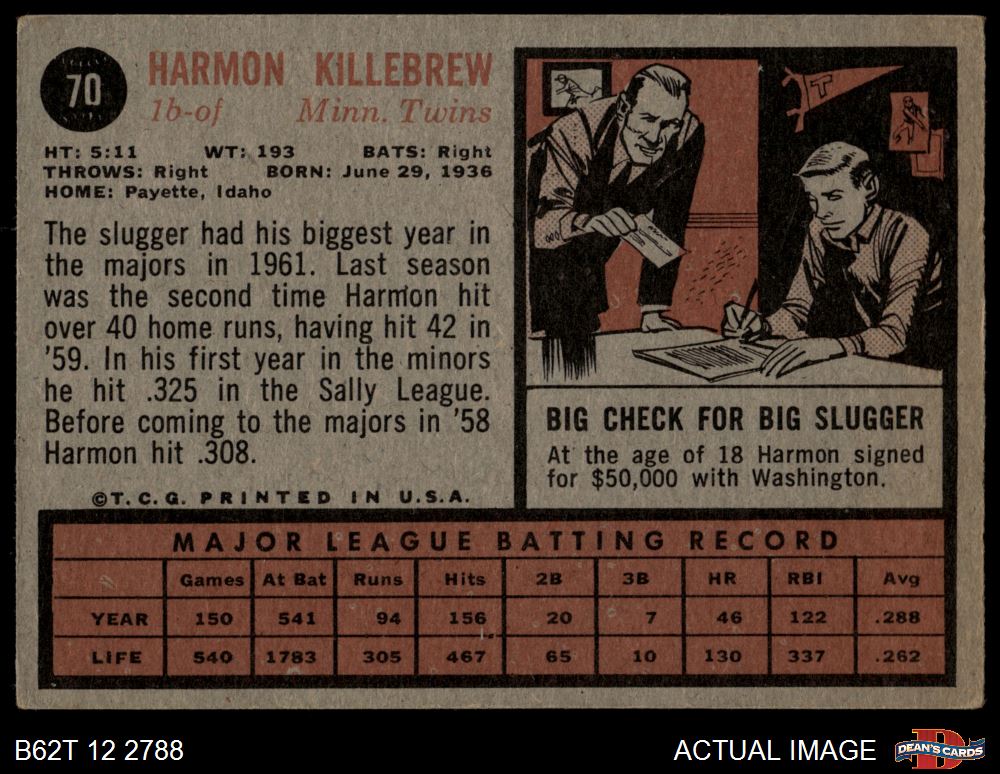 70
HARMON KILLEBREW
1b-of Minn. Twins
HT: 5:11 WT: 193 BATS: Right
THROWS: Right BORN: June 29, 1936
HOME: Payette, Idaho
The slugger had his biggest year in
the majors in 1961. Last season
was the second time Harmon hit
over 40 home runs, having hit 42 in
'59. In his first year in the minors
he hit .325 in the Sally League.
Before coming to the majors in '58
Harmon hit .308.
©T.C.G. PRINTED IN U.S.A.
T
BIG CHECK FOR BIG SLUGGER
At the age of 18 Harmon signed
for $50,000 with Washington.
MAJOR LEAGUE BATTING RECORD
Games At Bat Runs Hits 2B 3B HR RBI Avg
YEAR 150 541 94 156 20 7 46 122 .288
LIFE 540 1783 305 467 65 10 130 337 .262
B62T 12 2788
ACTUAL IMAGE
D
DEAN'S CARDS